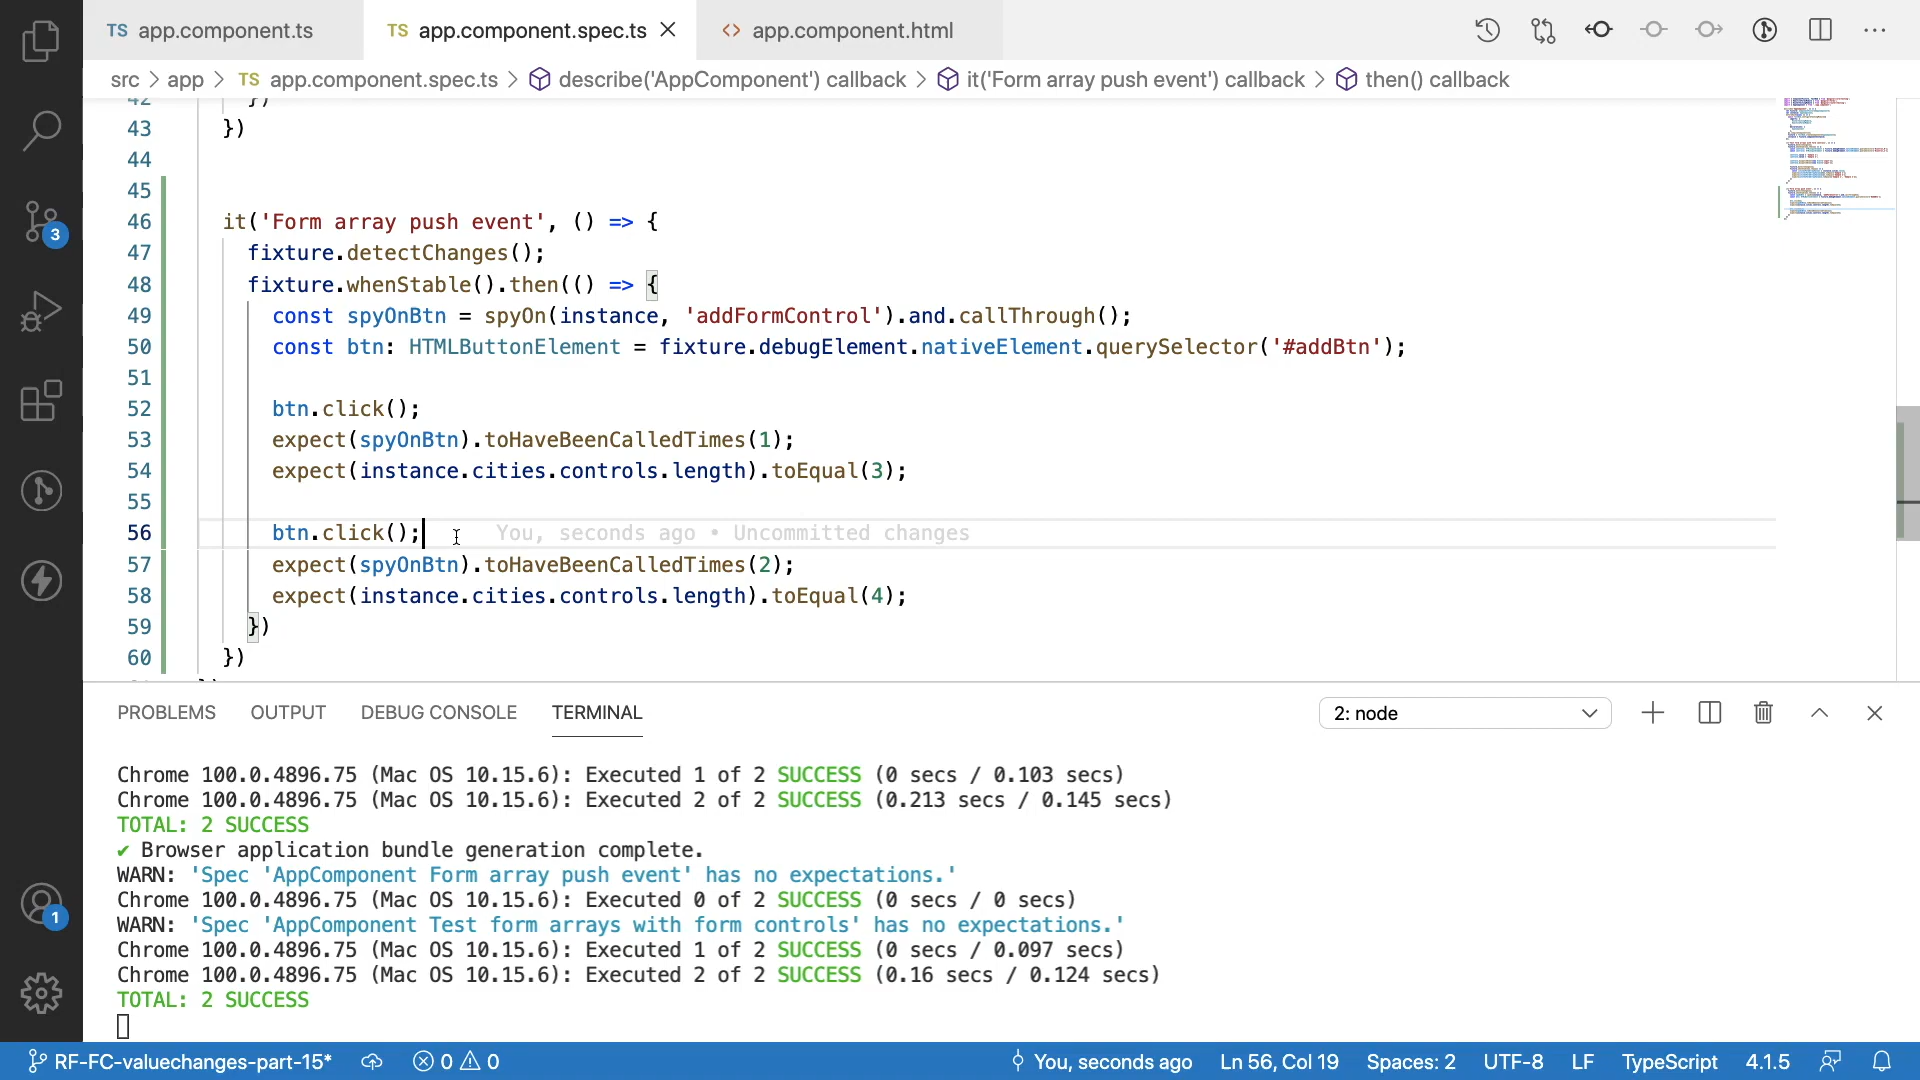 TS app.component.ts TS app.component.spec.ts <> app.component.html
src > app > TS app.component.spec.ts > describe('AppComponent') callback > it('Form array push event') callback > then() callback
42 })
43 })
44
45
46 it('Form array push event', () => {
47 fixture.detectChanges();
48 fixture.whenStable().then(() => {
49 const spyOnBtn = spyOn(instance, 'addFormControl').and.callThrough();
50 const btn: HTMLButtonElement = fixture.debugElement.nativeElement.querySelector('#addBtn');
51
52 btn.click();
53 expect(spyOnBtn).toHaveBeenCalledTimes(1);
54 expect(instance.cities.controls.length).toEqual(3);
55
56 btn.click(); You, seconds ago • Uncommitted changes
57 expect(spyOnBtn).toHaveBeenCalledTimes(2);
58 expect(instance.cities.controls.length).toEqual(4);
59 })
60 })
3
1
PROBLEMS OUTPUT DEBUG CONSOLE TERMINAL 2: node
Chrome 100.0.4896.75 (Mac OS 10.15.6): Executed 1 of 2 SUCCESS (0 secs / 0.103 secs)
Chrome 100.0.4896.75 (Mac OS 10.15.6): Executed 2 of 2 SUCCESS (0.213 secs / 0.145 secs)
TOTAL: 2 SUCCESS
✔ Browser application bundle generation complete.
WARN: 'Spec 'AppComponent Form array push event' has no expectations.'
Chrome 100.0.4896.75 (Mac OS 10.15.6): Executed 0 of 2 SUCCESS (0 secs / 0 secs)
WARN: 'Spec 'AppComponent Test form arrays with form controls' has no expectations.'
Chrome 100.0.4896.75 (Mac OS 10.15.6): Executed 1 of 2 SUCCESS (0 secs / 0.097 secs)
Chrome 100.0.4896.75 (Mac OS 10.15.6): Executed 2 of 2 SUCCESS (0.16 secs / 0.124 secs)
TOTAL: 2 SUCCESS
RF-FC-valuechanges-part-15* 0 0 You, seconds ago Ln 56, Col 19 Spaces: 2 UTF-8 LF TypeScript 4.1.5